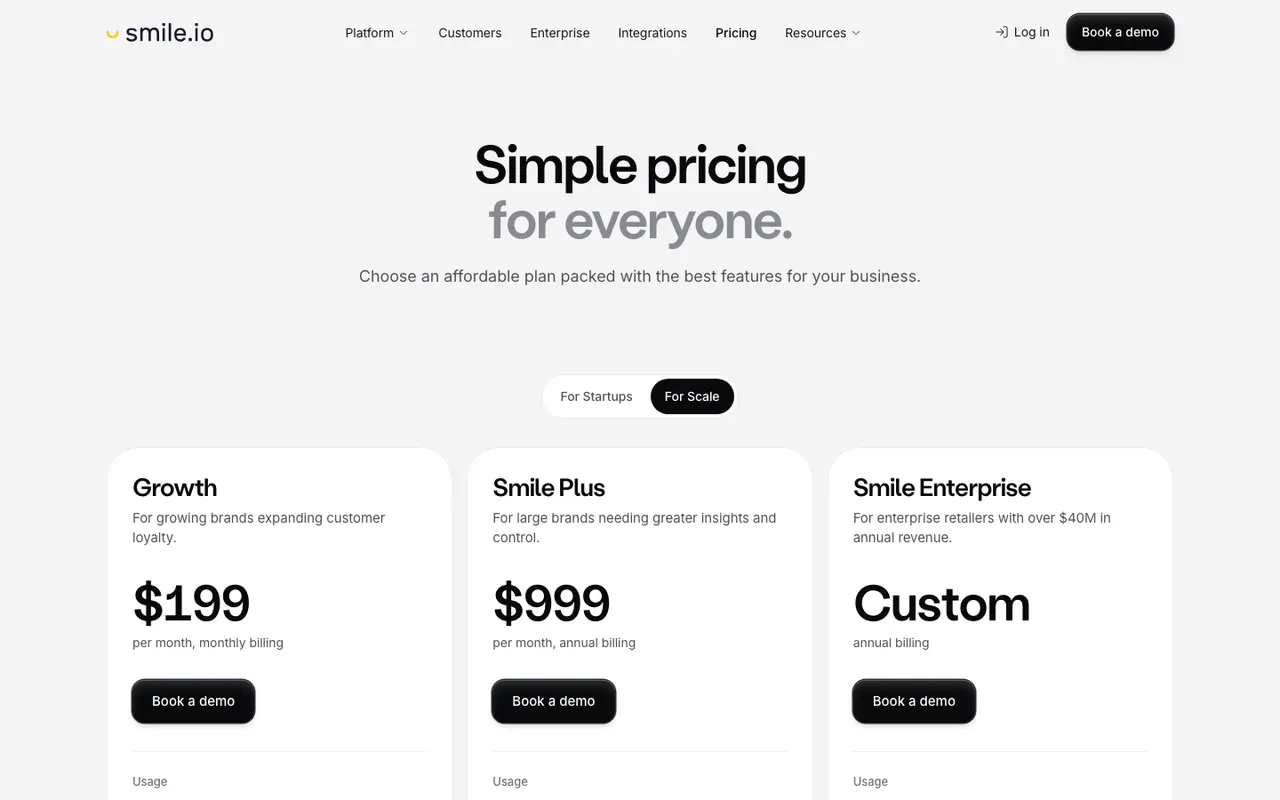 smile.io
Platform
Customers
Enterprise
Integrations
Pricing
Resources
Log in
Book a demo
Simple pricing
for everyone.
Choose an affordable plan packed with the best features for your business.
For Startups
For Scale
Growth
For growing brands expanding customer
loyalty.
$199
per month, monthly billing
Book a demo
Usage
Smile Plus
For large brands needing greater insights and
control.
$999
per month, annual billing
Book a demo
Usage
Smile Enterprise
For enterprise retailers with over $40M in
annual revenue.
Custom
annual billing
Book a demo
Usage